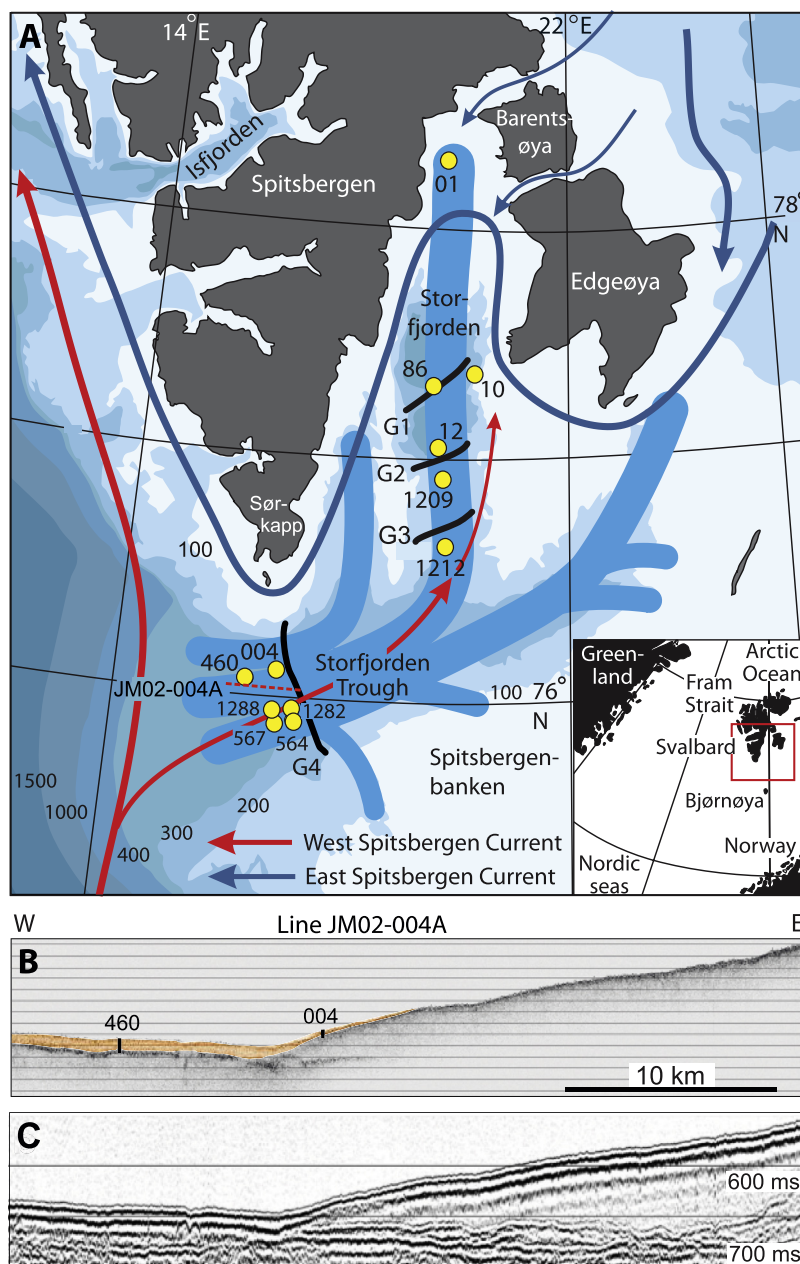 A
14°E
22°E
Isfjorden
Barents-
øya
01
Spitsbergen
78°
N
Edgeøya
Stor-
fjorden
86
10
G1
12
G2
1209
Sør-
kapp
G3
100
1212
004
460
Storfjorden
Trough
JM02-004A
100 76°
N
1288
1282
567
564
G4
Spitsbergen-
banken
1500
1000
200
300
400
West Spitsbergen Current
East Spitsbergen Current
Green-
land
Arctic
Ocean
Fram
Strait
Svalbard
Bjørnøya
Norway
Nordic
seas
W
Line JM02-004A
E
B
460
004
10 km
C
600 ms
700 ms